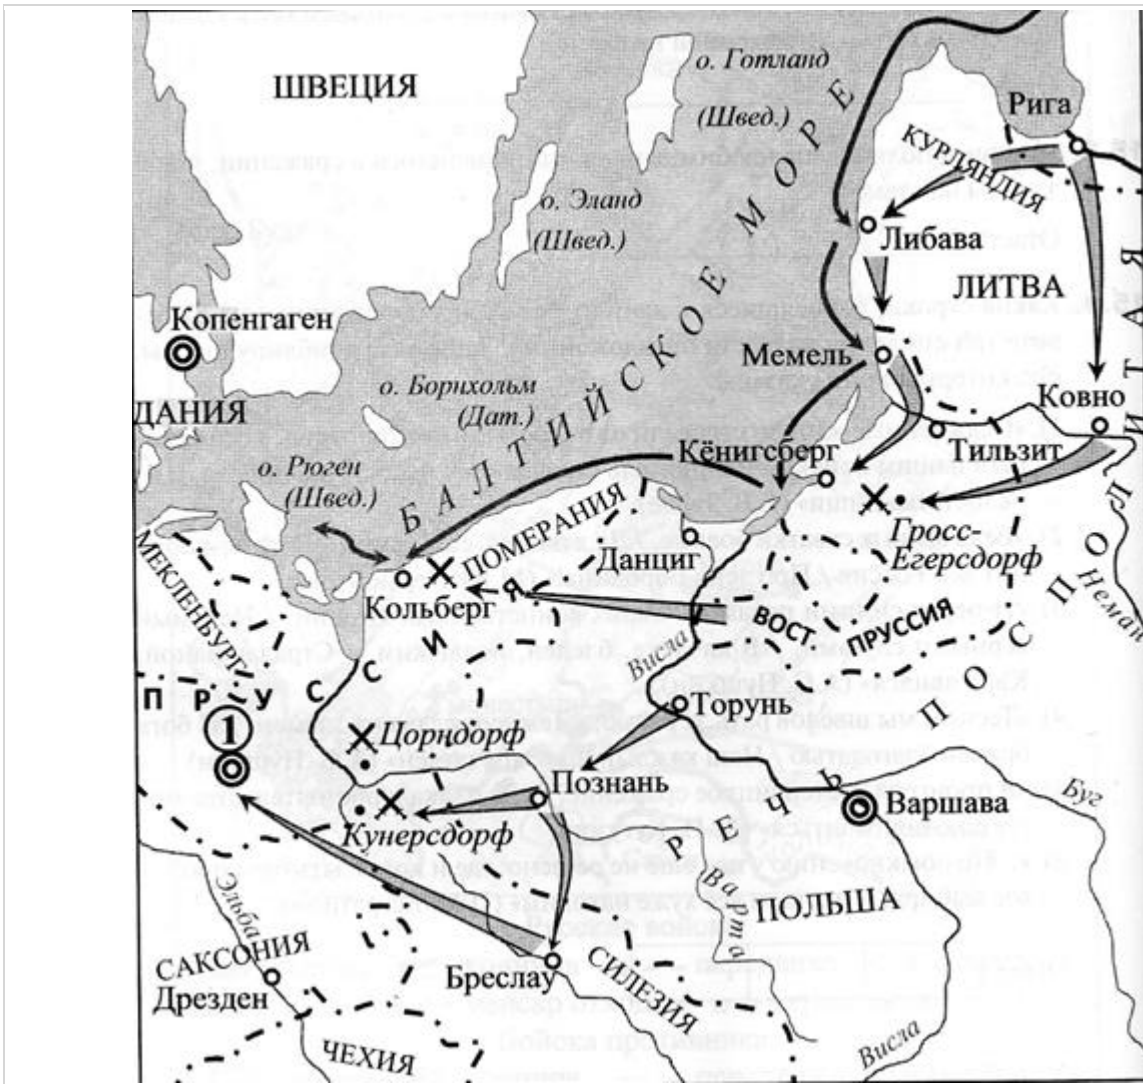 ШВЕЦИЯ
о. Готланд
(Швед.)
Рига
КУРЛЯНДИЯ
о. Эланд
(Швед.)
Либава
ЛИТВА
БАЛТИЙСКОЕ МОРЕ
Копенгаген
Мемель
о. Борнхольм
(Дат.)
ДАНИЯ
Ковно
Кёнигсберг
Тильзит
о. Рюген
(Швед.)
ПОМЕРАНИЯ
Гросс-
Егерсдорф
Данциг
МЕКЛЕНБУРГ
Кольберг
ВОСТ. ПРУССИЯ
Неман
Висла
ПРУССИЯ
Торунь
1
Цорндорф
Познань
Варшава
Буг
Кунерсдорф
РЕЧЬ ПОСПОЛИТАЯ
Варта
ПОЛЬША
Эльба
САКСОНИЯ
Дрезден
Бреслау
СИЛЕЗИЯ
ЧЕХИЯ
Висла